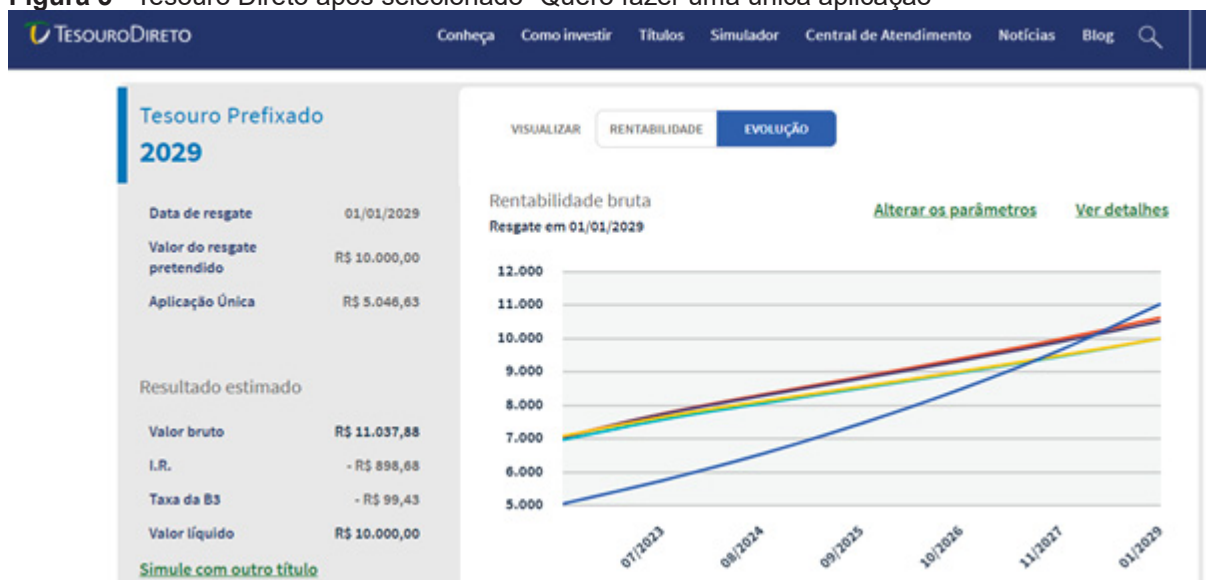 Figura 6 - Tesouro Direto após selecionado "Quero fazer uma única aplicação"
TESOURODIRETO
Conheça Como investir Títulos Simulador Central de Atendimento Notícias Blog
Tesouro Prefixado
2029
Data de resgate 01/01/2029
Valor do resgate
pretendido R$ 10.000,00
Aplicação Única R$ 5.046,63
Resultado estimado
Valor bruto R$ 11.037,88
I.R. - R$ 898,68
Taxa da B3 - R$ 99,43
Valor líquido R$ 10.000,00
Simule com outro título
VISUALIZAR RENTABILIDADE EVOLUÇÃO
Rentabilidade bruta
Resgate em 01/01/2029
Alterar os parâmetros Ver detalhes
12.000
11.000
10.000
9.000
8.000
7.000
6.000
5.000
07/2023 08/2024 09/2025 10/2026 11/2027 01/2029